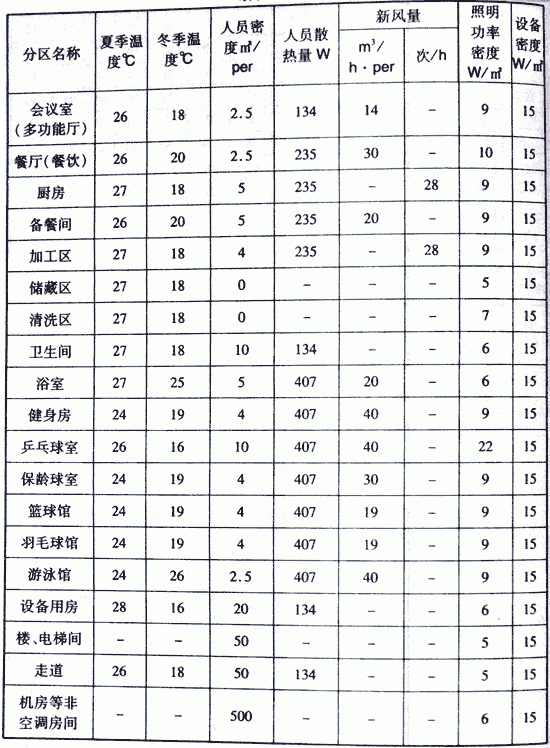 分区名称 夏季温度℃ 冬季温度℃ 人员密度㎡/per 人员散热量W 新风量 m³/h·per 次/h 照明功率密度W/㎡ 设备密度W/㎡
会议室(多功能厅) 26 18 2.5 134 14 – 9 15
餐厅(餐饮) 26 20 2.5 235 30 – 10 15
厨房 27 18 5 235 – 28 9 15
备餐间 26 20 5 235 20 – 9 15
加工区 27 18 4 235 – 28 9 15
储藏区 27 18 0 – – – 5 15
清洗区 27 18 0 – – – 7 15
卫生间 27 18 10 134 – – 6 15
浴室 27 25 5 407 20 – 6 15
健身房 24 19 4 407 40 – 9 15
乒乓球室 26 16 10 407 40 – 22 15
保龄球室 24 19 4 407 30 – 9 15
篮球馆 24 19 4 407 19 – 9 15
羽毛球馆 24 19 4 407 19 – 9 15
游泳馆 24 26 2.5 407 40 – 9 15
设备用房 28 16 20 134 – – 6 15
楼、电梯间 – – 50 – – – 5 15
走道 26 18 50 134 – – 5 15
机房等非空调房间 – – 500 – – – 6 15